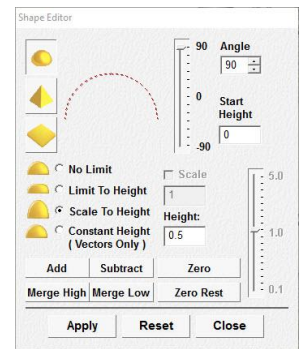 Shape Editor
90
Angle
90
0
Start
Height
0
-90
No Limit
Limit To Height
Scale To Height
Constant Height
( Vectors Only )
Scale
1
Height:
0.5
5.0
1.0
0.1
Add Subtract Zero
Merge High Merge Low Zero Rest
Apply Reset Close